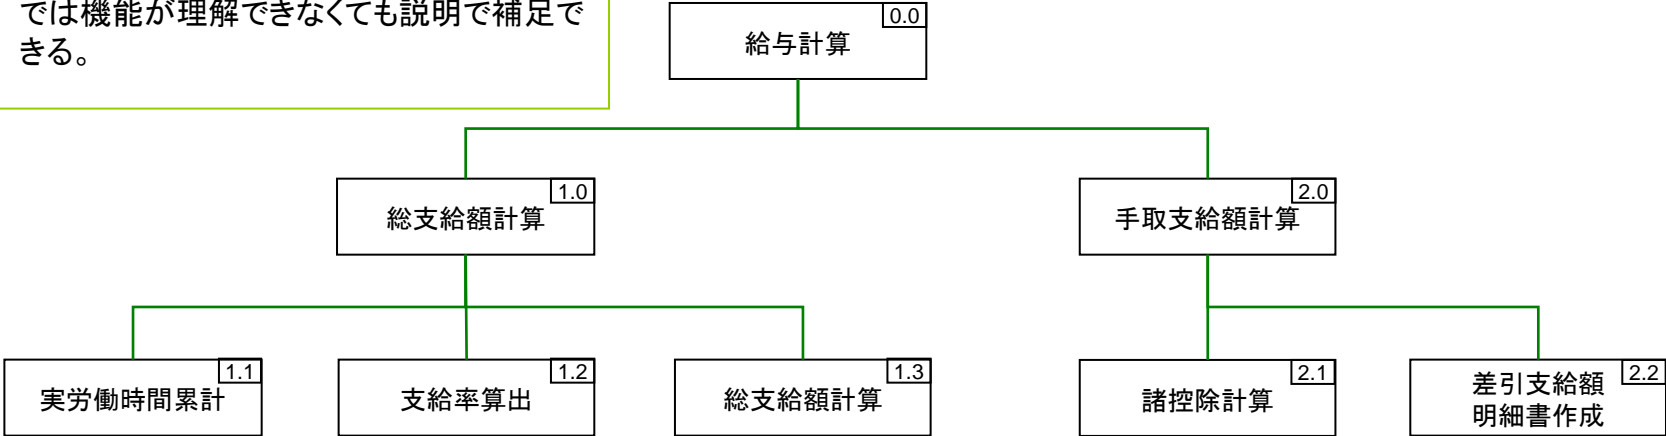 では機能が理解できなくても説明で補足で
きる。
0.0
給与計算
1.0
総支給額計算
2.0
手取支給額計算
1.1
実労働時間累計
1.2
支給率算出
1.3
総支給額計算
2.1
諸控除計算
2.2
差引支給額
明細書作成